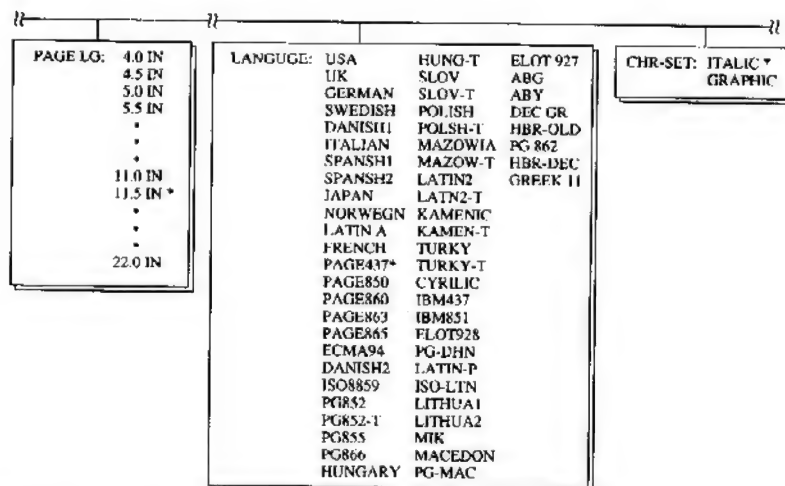 PAGE LG: 4.0 IN
4.5 IN
5.0 IN
5.5 IN
11.0 IN
11.5 IN *
22.0 IN
LANGUGE: USA HUNG-T ELOT 927
UK SLOV ABG
GERMAN SLOV-T ABY
SWEDISH POLISH DEC GR
DANISH1 POLSH-T HBR-OLD
ITALIAN MAZOWIA PG 862
SPANSH1 MAZOW-T HBR-DEC
SPANSH2 LATIN2 GREEK 11
JAPAN LATN2-T
NORWEGN KAMENIC
LATIN A KAMEN-T
FRENCH TURKY
PAGE437* TURKY-T
PAGE850 CYRILIC
PAGE860 IBM437
PAGE863 IBM851
PAGE865 ELOT928
ECMA94 PG-DHN
DANISH2 LATIN-P
ISO8859 ISO-LTN
PG852 LITHUA1
PG852-T LITHUA2
PG855 MIK
PG866 MACEDON
HUNGARY PG-MAC
CHR-SET: ITALIC *
GRAPHIC